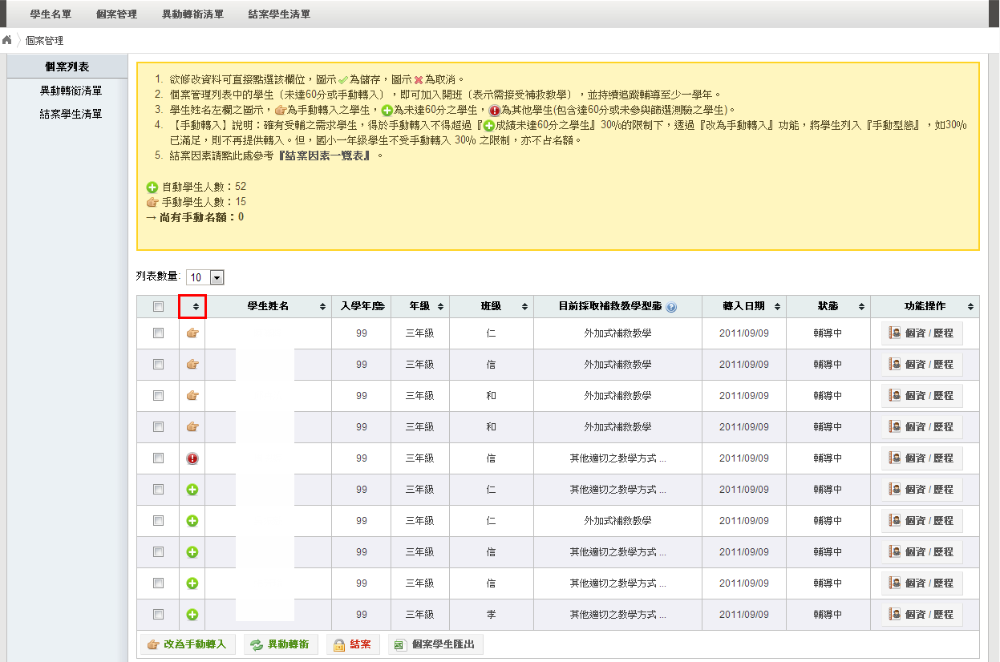 學生名單 個案管理 異動轉銜清單 結案學生清單
個案管理
個案列表
異動轉銜清單
結案學生清單
1. 欲修改資料可直接點選該欄位，圖示為儲存，圖示為取消。
2. 個案管理列表中的學生（未達60分或手動轉入），即可加入開班（表示需接受補救教學），並持續追蹤輔導至少一學年。
3. 學生姓名左欄之圖示，為手動轉入之學生，為未達60分之學生，為其他學生(包含達60分或未參與篩選測驗之學生)。
4. 【手動轉入】說明：確有受輔之需求學生，得於手動轉入不得超過『成績未達60分之學生』30%的限制下，透過『改為手動轉入』功能，將學生列入『手動型態』，如30%
已滿足，則不再提供轉入。但，國小一年級學生不受手動轉入 30% 之限制，亦不占名額。
5. 結案因素請點此處參考『結案因素一覽表』。
自動學生人數：52
手動學生人數：15
→ 尚有手動名額：0
列表數量: 10
學生姓名 入學年度 年級 班級 目前採取補救教學型態 轉入日期 狀態 功能操作
99 三年級 仁 外加式補救教學 2011/09/09 輔導中 個資 / 歷程
99 三年級 信 外加式補救教學 2011/09/09 輔導中 個資 / 歷程
99 三年級 和 外加式補救教學 2011/09/09 輔導中 個資 / 歷程
99 三年級 和 外加式補救教學 2011/09/09 輔導中 個資 / 歷程
99 三年級 信 其他適切之教學方式 ... 2011/09/09 輔導中 個資 / 歷程
99 三年級 仁 其他適切之教學方式 ... 2011/09/09 輔導中 個資 / 歷程
99 三年級 仁 外加式補救教學 2011/09/09 輔導中 個資 / 歷程
99 三年級 信 其他適切之教學方式 ... 2011/09/09 輔導中 個資 / 歷程
99 三年級 信 其他適切之教學方式 ... 2011/09/09 輔導中 個資 / 歷程
99 三年級 孝 其他適切之教學方式 ... 2011/09/09 輔導中 個資 / 歷程
改為手動轉入 異動轉銜 結案 個案學生匯出